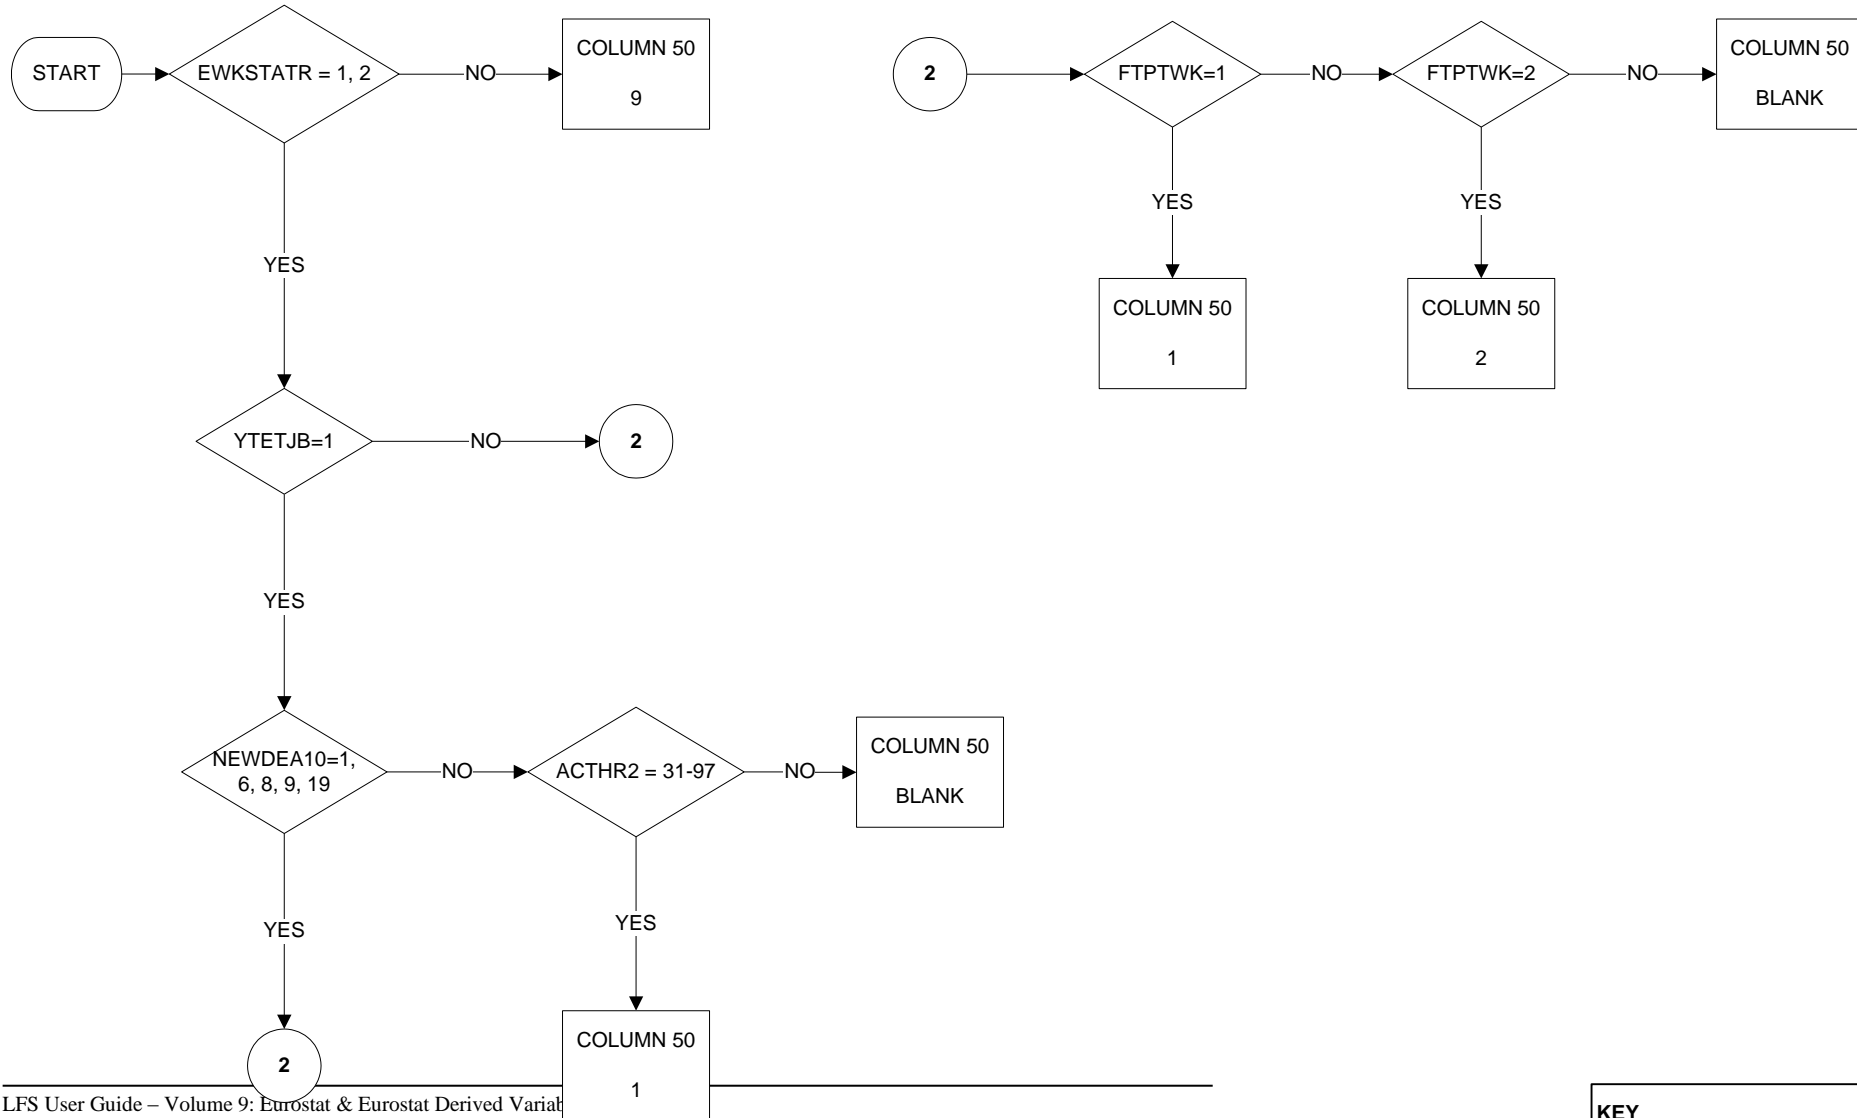 START
EWKSTATR = 1, 2
NO
COLUMN 50
9
YES
YTETJB=1
NO
2
YES
NEWDEA10=1,
6, 8, 9, 19
NO
ACTHR2 = 31-97
NO
COLUMN 50
BLANK
YES
2
YES
COLUMN 50
1
2
FTPTWK=1
NO
FTPTWK=2
NO
COLUMN 50
BLANK
YES
COLUMN 50
1
YES
COLUMN 50
2
LFS User Guide – Volume 9: Eurostat & Eurostat Derived Variab
KEY